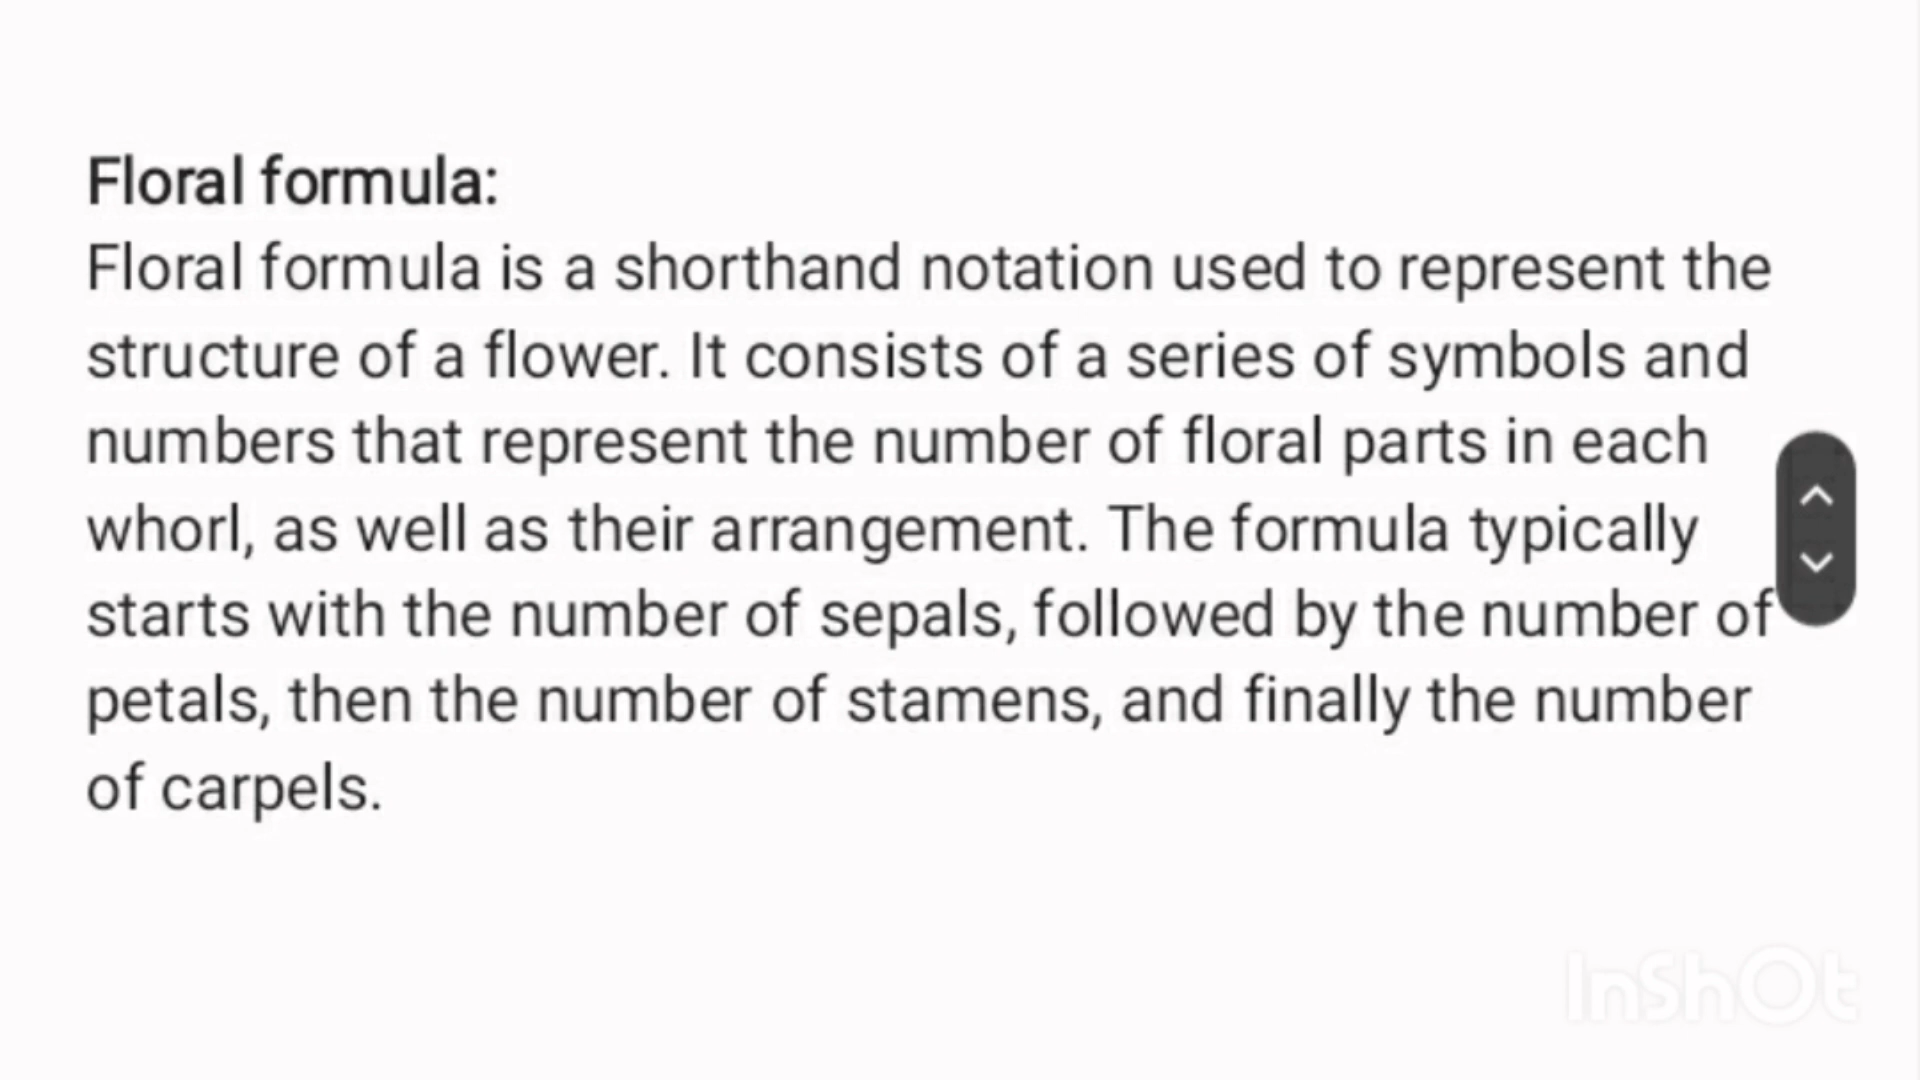 Floral formula:
Floral formula is a shorthand notation used to represent the
structure of a flower. It consists of a series of symbols and
numbers that represent the number of floral parts in each
whorl, as well as their arrangement. The formula typically
starts with the number of sepals, followed by the number of
petals, then the number of stamens, and finally the number
of carpels.
InShOt